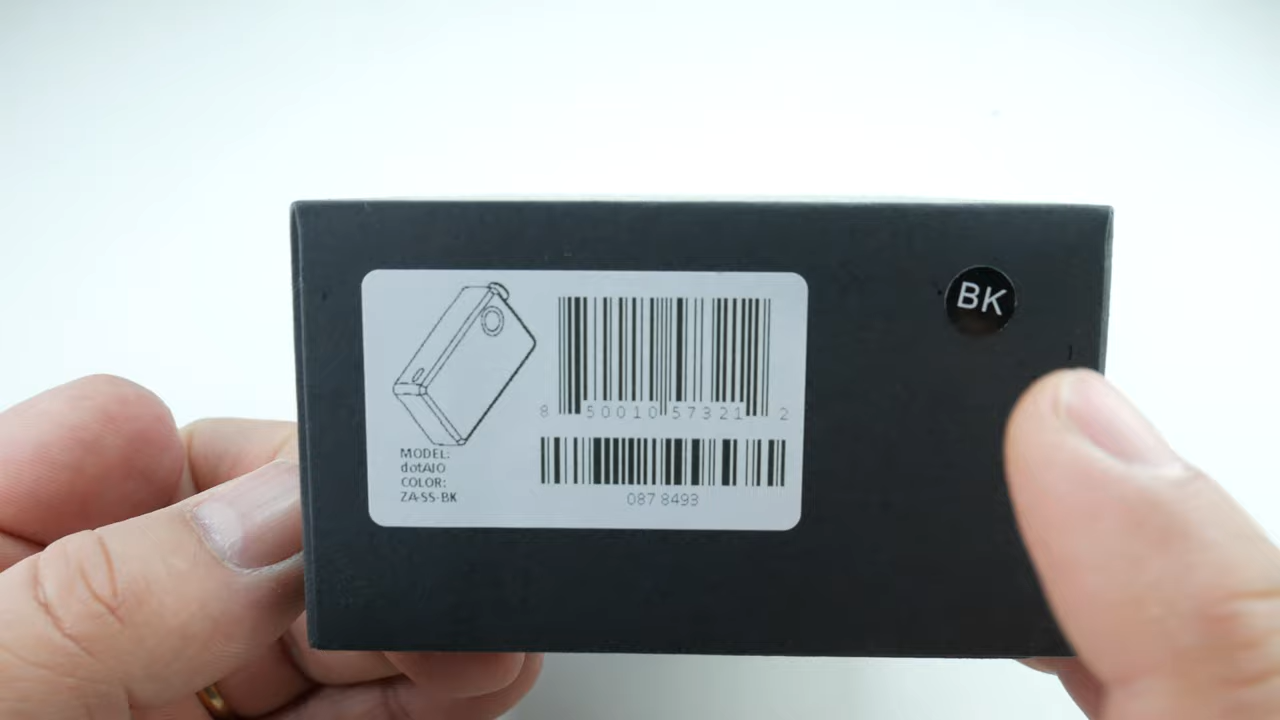 BK
8 50010 57321 2
MODEL:
dotAIO
COLOR:
ZA-SS-BK
087 8493